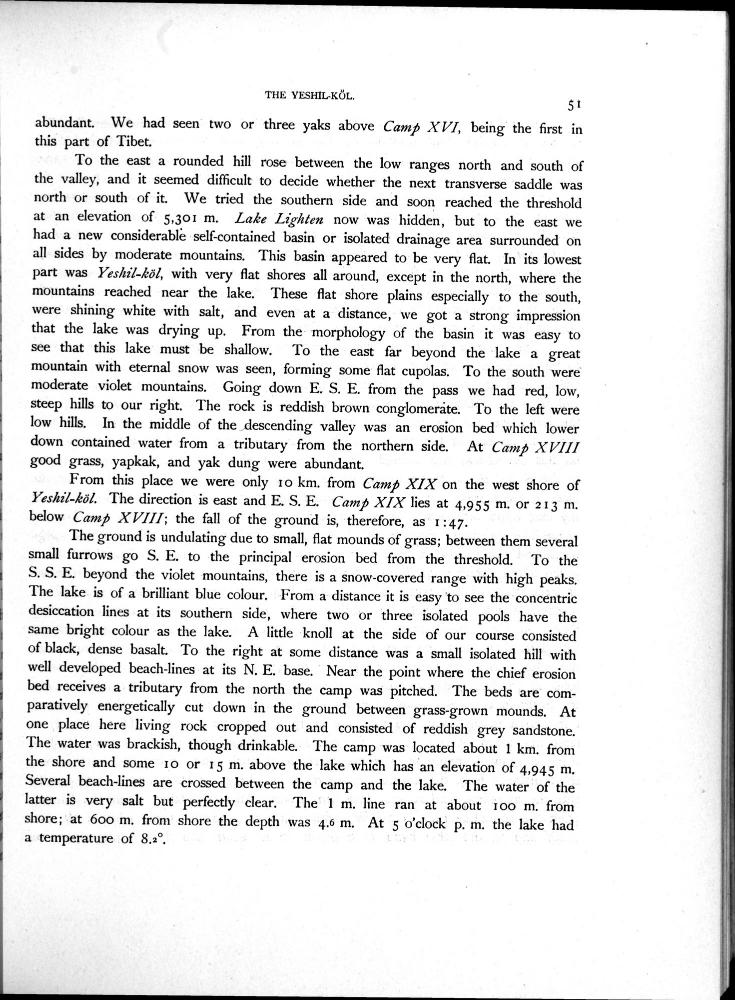 THE YESHIL-KÖL.
51
abundant. We had seen two or three yaks above Camp XVI, being the first in
this part of Tibet.
To the east a rounded hill rose between the low ranges north and south of
the valley, and it seemed difficult to decide whether the next transverse saddle was
north or south of it. We tried the southern side and soon reached the threshold
at an elevation of 5,301 m. Lake Lighten now was hidden, but to the east we
had a new considerable self-contained basin or isolated drainage area surrounded on
all sides by moderate mountains. This basin appeared to be very flat. In its lowest
part was Yeshil-köl, with very flat shores all around, except in the north, where the
mountains reached near the lake. These flat shore plains especially to the south,
were shining white with salt, and even at a distance, we got a strong impression
that the lake was drying up. From the morphology of the basin it was easy to
see that this lake must be shallow. To the east far beyond the lake a great
mountain with eternal snow was seen, forming some flat cupolas. To the south were
moderate violet mountains. Going down E. S. E. from the pass we had red, low,
steep hills to our right. The rock is reddish brown conglomerate. To the left were
low hills. In the middle of the descending valley was an erosion bed which lower
down contained water from a tributary from the northern side. At Camp XVIII
good grass, yapkak, and yak dung were abundant.
From this place we were only 10 km. from Camp XIX on the west shore of
Yeshil-köl. The direction is east and E. S. E. Camp XIX lies at 4,955 m. or 213 m.
below Camp XVIII; the fall of the ground is, therefore, as 1:47.
The ground is undulating due to small, flat mounds of grass; between them several
small furrows go S. E. to the principal erosion bed from the threshold. To the
S. S. E. beyond the violet mountains, there is a snow-covered range with high peaks.
The lake is of a brilliant blue colour. From a distance it is easy to see the concentric
desiccation lines at its southern side, where two or three isolated pools have the
same bright colour as the lake. A little knoll at the side of our course consisted
of black, dense basalt. To the right at some distance was a small isolated hill with
well developed beach-lines at its N. E. base. Near the point where the chief erosion
bed receives a tributary from the north the camp was pitched. The beds are com-
paratively energetically cut down in the ground between grass-grown mounds. At
one place here living rock cropped out and consisted of reddish grey sandstone.
The water was brackish, though drinkable. The camp was located about 1 km. from
the shore and some 10 or 15 m. above the lake which has an elevation of 4,945 m.
Several beach-lines are crossed between the camp and the lake. The water of the
latter is very salt but perfectly clear. The 1 m. line ran at about 100 m. from
shore; at 600 m. from shore the depth was 4.6 m. At 5 o'clock p. m. the lake had
a temperature of 8.2°.